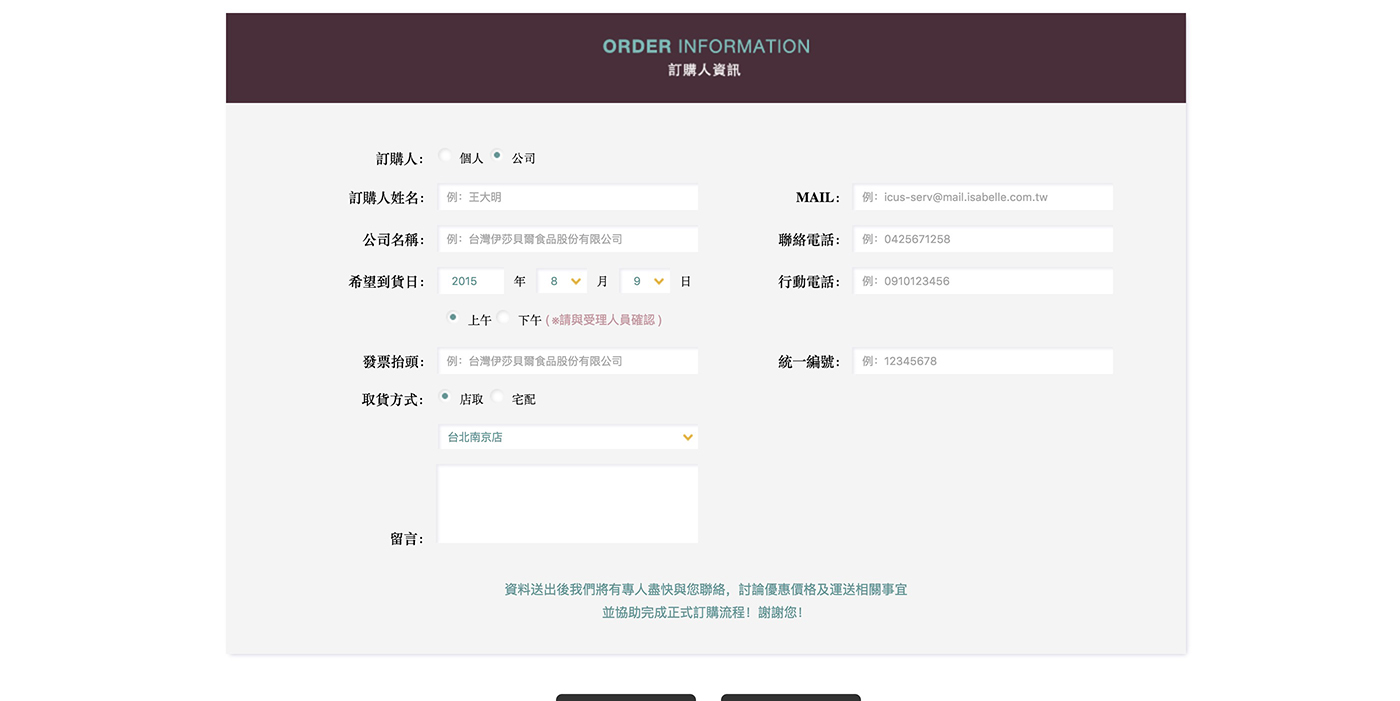 ORDER INFORMATION
訂購人資訊
訂購人： 個人 公司
訂購人姓名： 例：王大明 MAIL： 例：icus-serv@mail.isabelle.com.tw
公司名稱： 例：台灣伊莎貝爾食品股份有限公司 聯絡電話： 例：0425671258
希望到貨日： 2015 年 8 月 9 日 行動電話： 例：0910123456
上午 下午 ( ※請與受理人員確認 )
發票抬頭： 例：台灣伊莎貝爾食品股份有限公司 統一編號： 例：12345678
取貨方式： 店取 宅配
台北南京店
留言：
資料送出後我們將有專人盡快與您聯絡，討論優惠價格及運送相關事宜
並協助完成正式訂購流程！謝謝您！